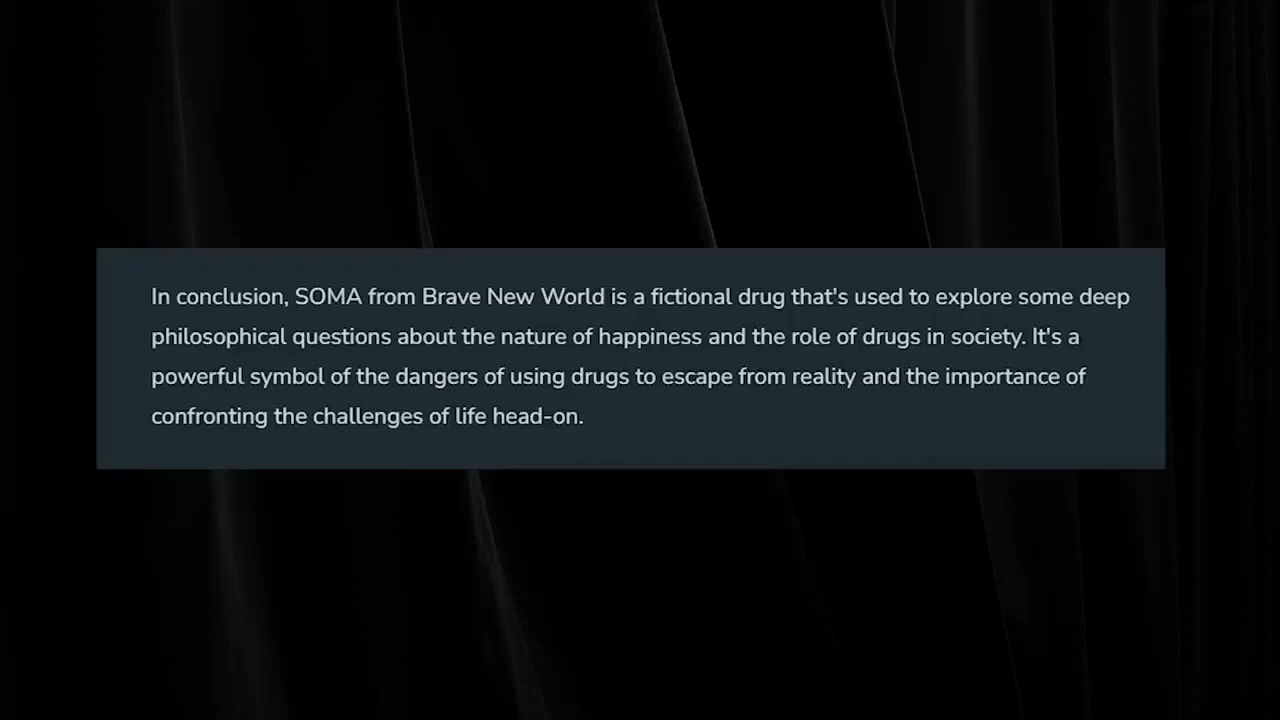 In conclusion, SOMA from Brave New World is a fictional drug that's used to explore some deep
philosophical questions about the nature of happiness and the role of drugs in society. It's a
powerful symbol of the dangers of using drugs to escape from reality and the importance of
confronting the challenges of life head-on.